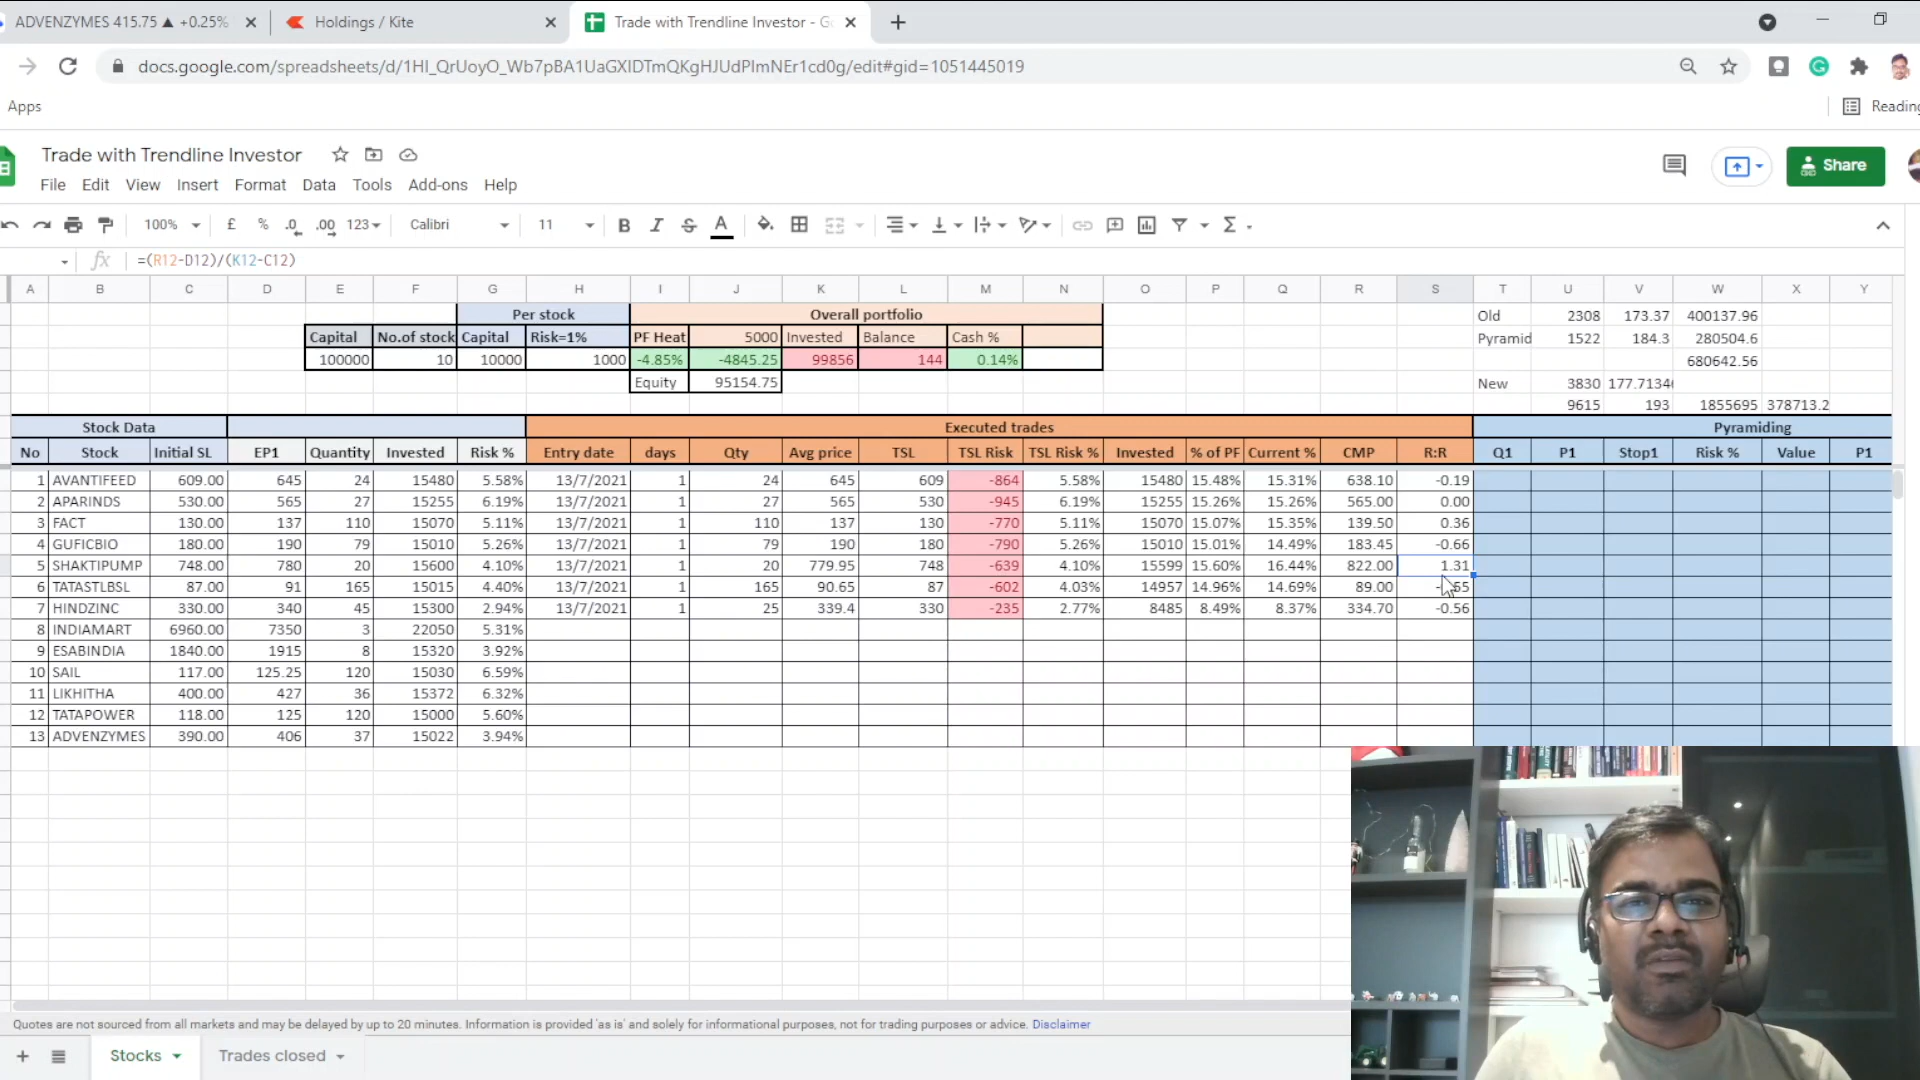 ADVENZYMES 415.75 ▲ +0.25%
Holdings / Kite
Trade with Trendline Investor - Go
docs.google.com/spreadsheets/d/1HI_QrUoyO_Wb7pBA1UaGXIDTmQKgHJUdPImNEr1cd0g/edit#gid=1051445019
Apps
Reading
Trade with Trendline Investor
Share
File Edit View Insert Format Data Tools Add-ons Help
100% £ % .0 .00 123 Calibri 11 B I S A Σ
fx =(R12-D12)/(K12-C12)
A B C D E F G H I J K L M N O P Q R S T U V W X Y
Per stock Overall portfolio Old 2308 173.37 400137.96
Capital No.of stock Capital Risk=1% PF Heat 5000 Invested Balance Cash % Pyramid 1522 184.3 280504.6
100000 10 10000 1000 -4.85% -4845.25 99856 144 0.14% 680642.56
Equity 95154.75 New 3830
9615 193 1855695 378713.2
Stock Data Executed trades Pyramiding
No Stock Initial SL EP1 Quantity Invested Risk % Entry date days Qty Avg price TSL TSL Risk TSL Risk % Invested % of PF Current % CMP R:R Q1 P1 Stop1 Risk % Value P1
1 AVANTIFEED 609.00 645 24 15480 5.58% 13/7/2021 1 24 645 609 -864 5.58% 15480 15.48% 15.31% 638.10 -0.19
2 APARINDS 530.00 565 27 15255 6.19% 13/7/2021 1 27 565 530 -945 6.19% 15255 15.26% 15.26% 565.00 0.00
3 FACT 130.00 137 110 15070 5.11% 13/7/2021 1 110 137 130 -770 5.11% 15070 15.07% 15.35% 139.50 0.36
4 GUFICBIO 180.00 190 79 15010 5.26% 13/7/2021 1 79 190 180 -790 5.26% 15010 15.01% 14.49% 183.45 -0.66
5 SHAKTIPUMP 748.00 780 20 15600 4.10% 13/7/2021 1 20 779.95 748 -639 4.10% 15599 15.60% 16.44% 822.00 1.31
6 TATASTLBSL 87.00 91 165 15015 4.40% 13/7/2021 1 165 90.65 87 -602 4.03% 14957 14.96% 14.69% 89.00
7 HINDZINC 330.00 340 45 15300 2.94% 13/7/2021 1 25 339.4 330 -235 2.77% 8485 8.49% 8.37% 334.70 -0.56
8 INDIAMART 6960.00 7350 3 22050 5.31%
9 ESABINDIA 1840.00 1915 8 15320 3.92%
10 SAIL 117.00 125.25 120 15030 6.59%
11 LIKHITHA 400.00 427 36 15372 6.32%
12 TATAPOWER 118.00 125 120 15000 5.60%
13 ADVENZYMES 390.00 406 37 15022 3.94%
Quotes are not sourced from all markets and may be delayed by up to 20 minutes. Information is provided 'as is' and solely for informational purposes, not for trading purposes or advice. Disclaimer
Stocks Trades closed